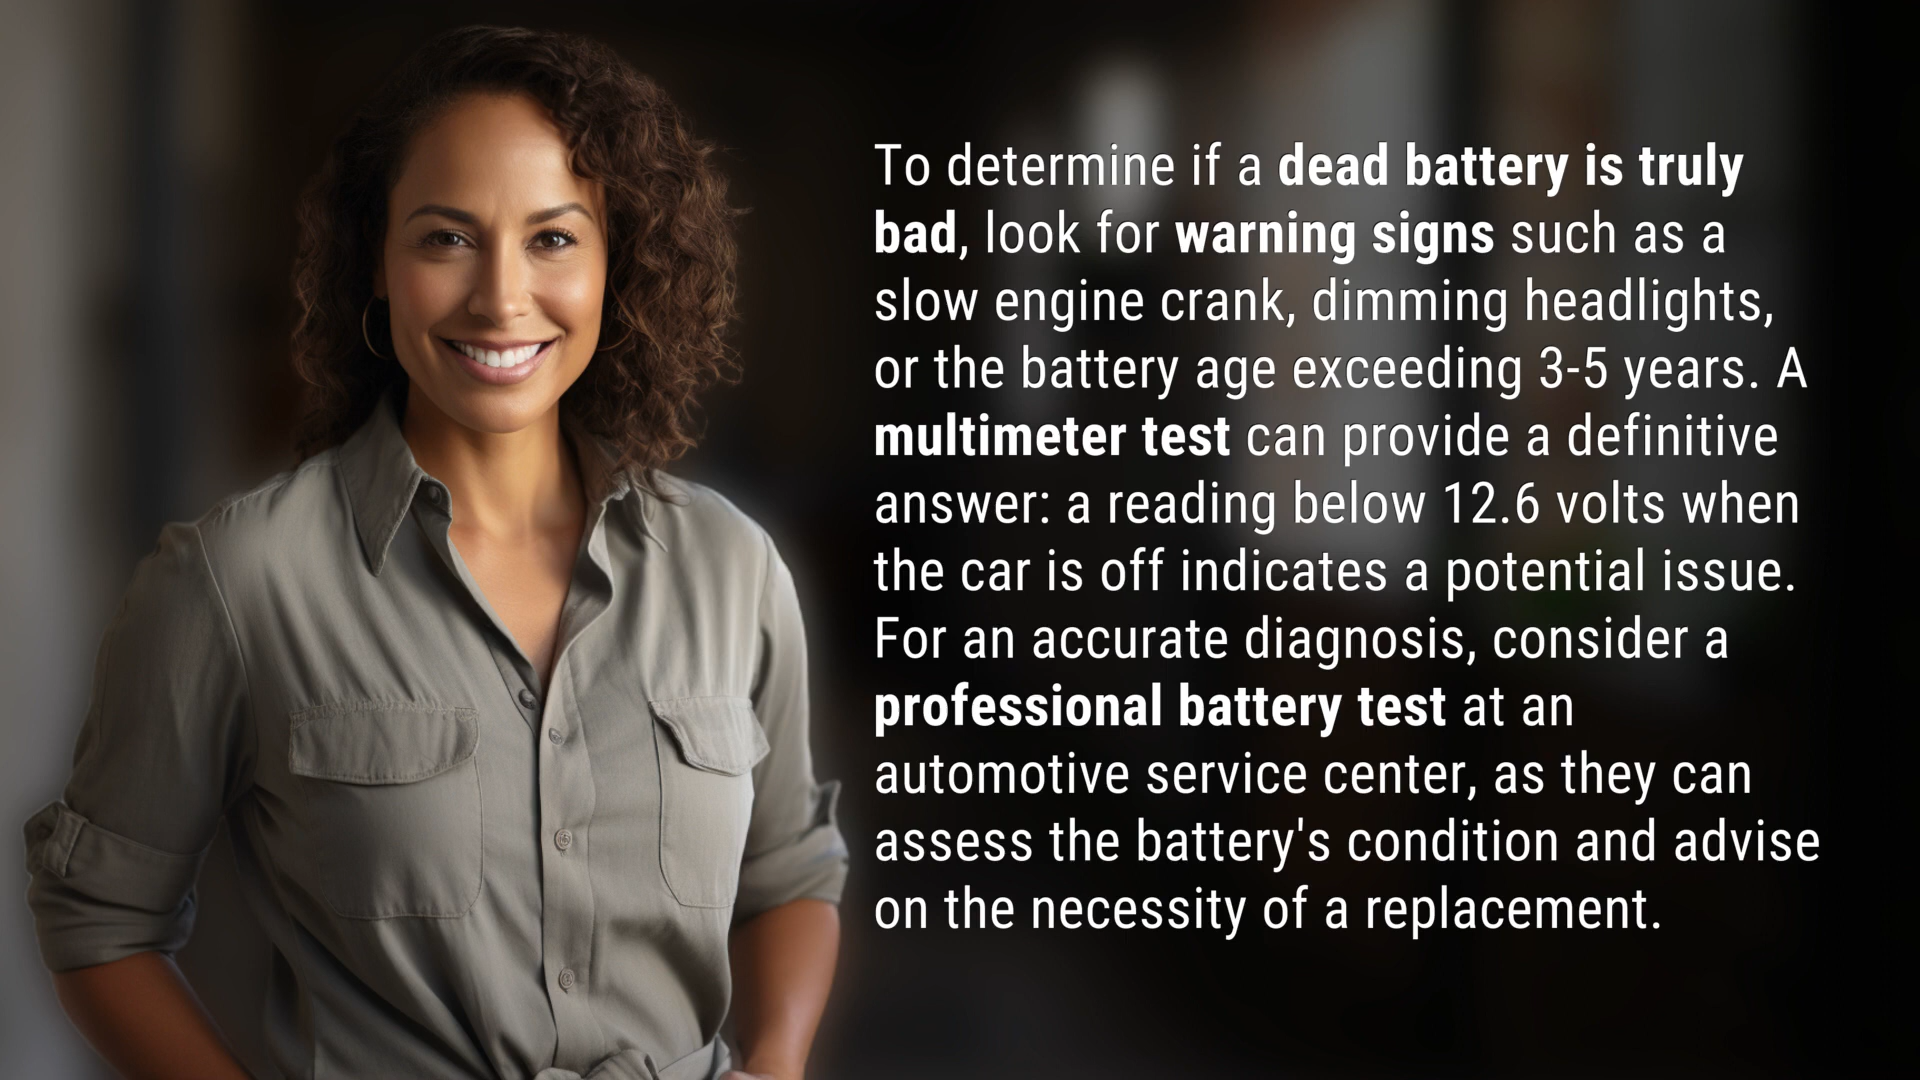 To determine if a dead battery is truly
bad, look for warning signs such as a
slow engine crank, dimming headlights,
or the battery age exceeding 3-5 years. A
multimeter test can provide a definitive
answer: a reading below 12.6 volts when
the car is off indicates a potential issue.
For an accurate diagnosis, consider a
professional battery test at an
automotive service center, as they can
assess the battery's condition and advise
on the necessity of a replacement.